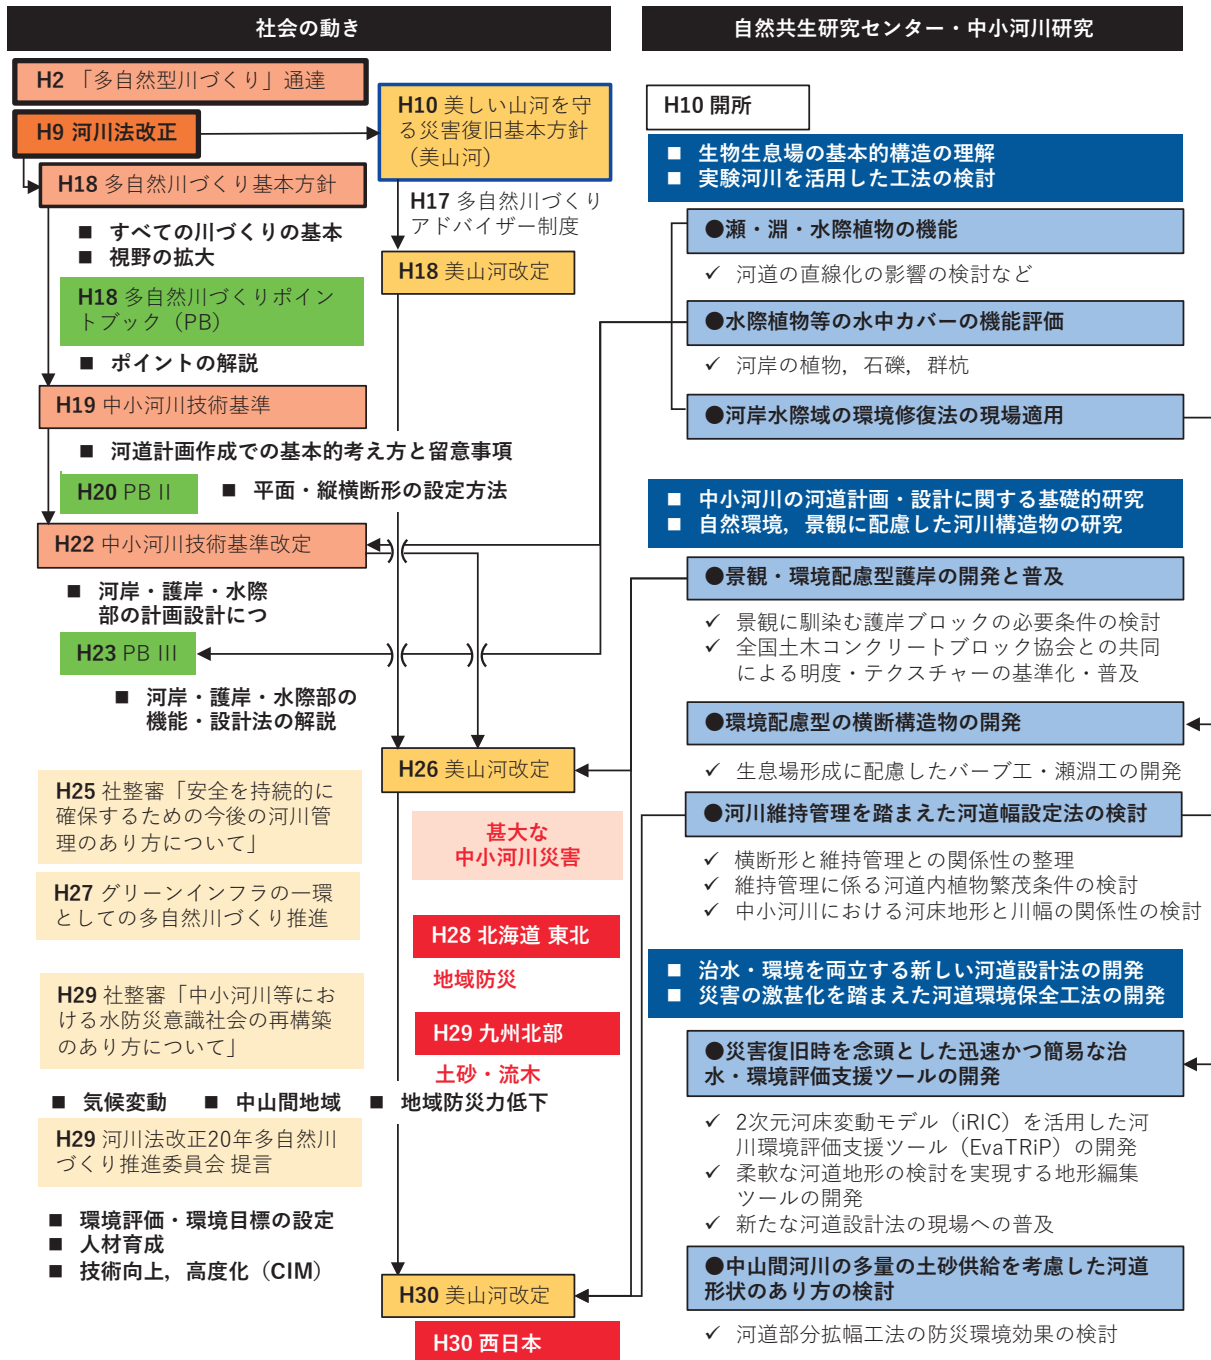 社会の動き
H2 「多自然型川づくり」通達
H9 河川法改正
H10 美しい山河を守
る災害復旧基本方針
（美山河）
H18 多自然川づくり基本方針
H17 多自然川づくり
アドバイザー制度
■ すべての川づくりの基本
■ 視野の拡大
H18 美山河改定
H18 多自然川づくりポイン
トブック（PB）
■ ポイントの解説
H19 中小河川技術基準
■ 河道計画作成での基本的考え方と留意事項
H20 PB II
■ 平面・縦横断形の設定方法
H22 中小河川技術基準改定
■ 河岸・護岸・水際
部の計画設計につ
H23 PB III
■ 河岸・護岸・水際部の
機能・設計法の解説
H26 美山河改定
H25 社整審「安全を持続的に
確保するための今後の河川管
理のあり方について」
甚大な
中小河川災害
H27 グリーンインフラの一環
としての多自然川づくり推進
H28 北海道 東北
地域防災
H29 社整審「中小河川等にお
ける水防災意識社会の再構築
のあり方について」
H29 九州北部
土砂・流木
■ 気候変動 ■ 中山間地域 ■ 地域防災力低下
H29 河川法改正20年多自然川
づくり推進委員会 提言
■ 環境評価・環境目標の設定
■ 人材育成
■ 技術向上，高度化（CIM）
H30 美山河改定
H30 西日本
自然共生研究センター・中小河川研究
H10 開所
■ 生物生息場の基本的構造の理解
■ 実験河川を活用した工法の検討
●瀬・淵・水際植物の機能
✓ 河道の直線化の影響の検討など
●水際植物等の水中カバーの機能評価
✓ 河岸の植物，石礫，群杭
●河岸水際域の環境修復法の現場適用
■ 中小河川の河道計画・設計に関する基礎的研究
■ 自然環境，景観に配慮した河川構造物の研究
●景観・環境配慮型護岸の開発と普及
✓ 景観に馴染む護岸ブロックの必要条件の検討
✓ 全国土木コンクリートブロック協会との共同
による明度・テクスチャーの基準化・普及
●環境配慮型の横断構造物の開発
✓ 生息場形成に配慮したバーブ工・瀬淵工の開発
●河川維持管理を踏まえた河道幅設定法の検討
✓ 横断形と維持管理との関係性の整理
✓ 維持管理に係る河道内植物繁茂条件の検討
✓ 中小河川における河床地形と川幅の関係性の検討
■ 治水・環境を両立する新しい河道設計法の開発
■ 災害の激甚化を踏まえた河道環境保全工法の開発
●災害復旧時を念頭とした迅速かつ簡易な治
水・環境評価支援ツールの開発
✓ 2次元河床変動モデル（iRIC）を活用した河
川環境評価支援ツール（EvaTRiP）の開発
✓ 柔軟な河道地形の検討を実現する地形編集
ツールの開発
✓ 新たな河道設計法の現場への普及
●中山間河川の多量の土砂供給を考慮した河道
形状のあり方の検討
✓ 河道部分拡幅工法の防災環境効果の検討